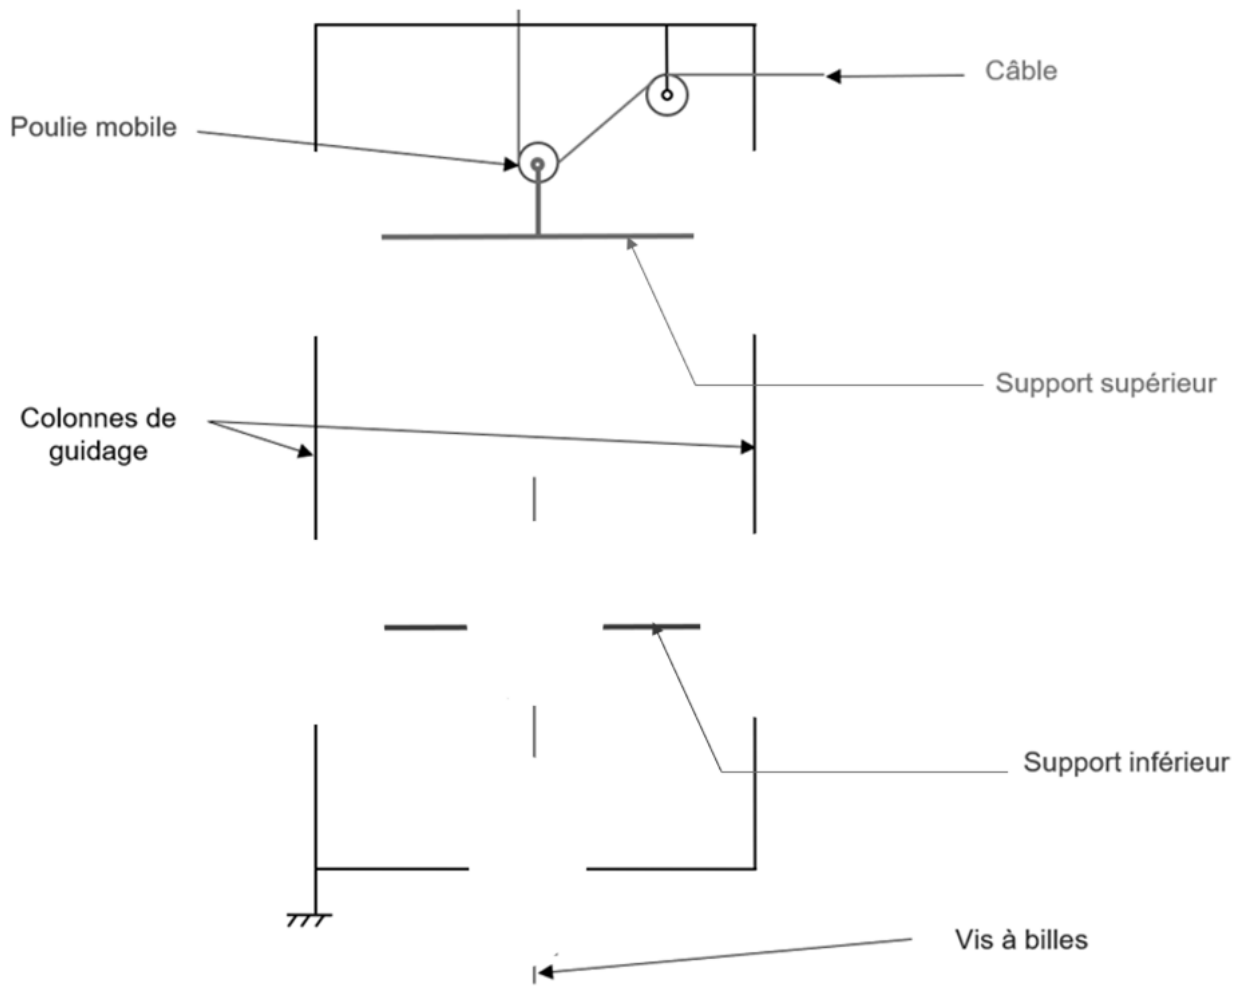 Câble
Poulie mobile
Support supérieur
Colonnes de
guidage
Support inférieur
Vis à billes